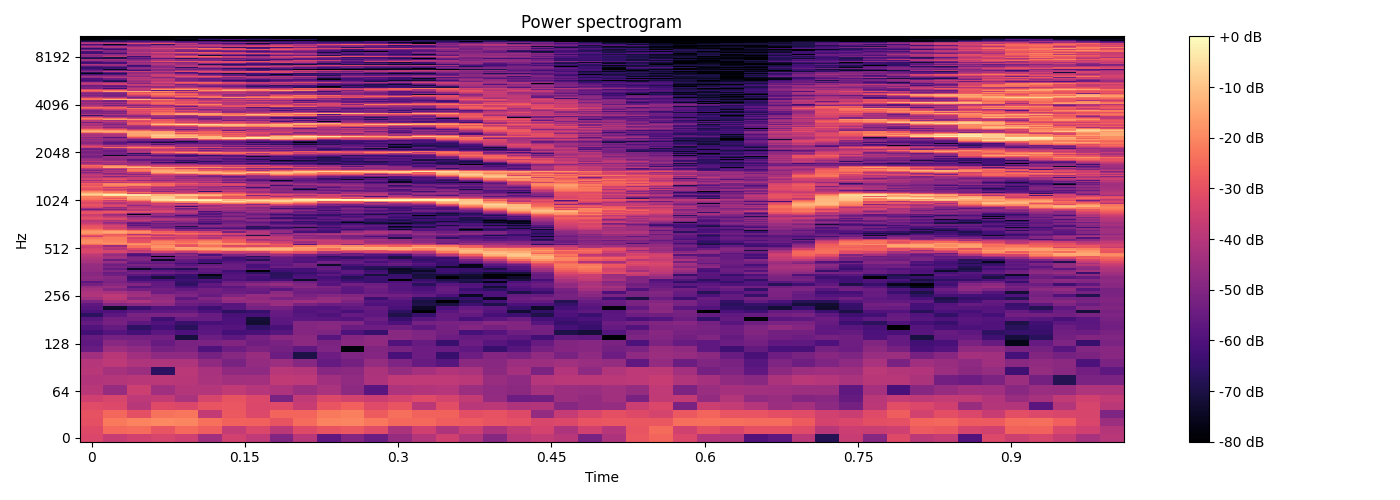 Power spectrogram
8192
4096
2048
1024
512
256
128
64
0
Hz
0 0.15 0.3 0.45 0.6 0.75 0.9
Time
+0 dB
-10 dB
-20 dB
-30 dB
-40 dB
-50 dB
-60 dB
-70 dB
-80 dB